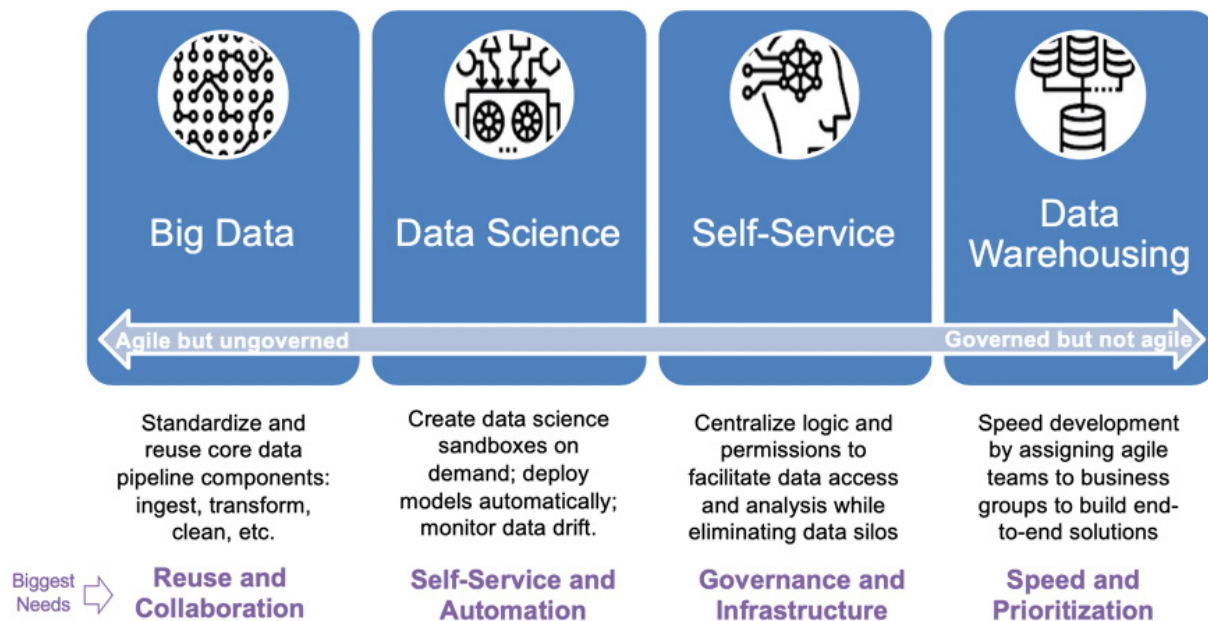 Big Data
Data Science
Self-Service
Data
Warehousing
Agile but ungoverned
Governed but not agile
Standardize and
reuse core data
pipeline components:
ingest, transform,
clean, etc.
Create data science
sandboxes on
demand; deploy
models automatically;
monitor data drift.
Centralize logic and
permissions to
facilitate data access
and analysis while
eliminating data silos
Speed development
by assigning agile
teams to business
groups to build end-
to-end solutions
Biggest
Needs
Reuse and
Collaboration
Self-Service and
Automation
Governance and
Infrastructure
Speed and
Prioritization